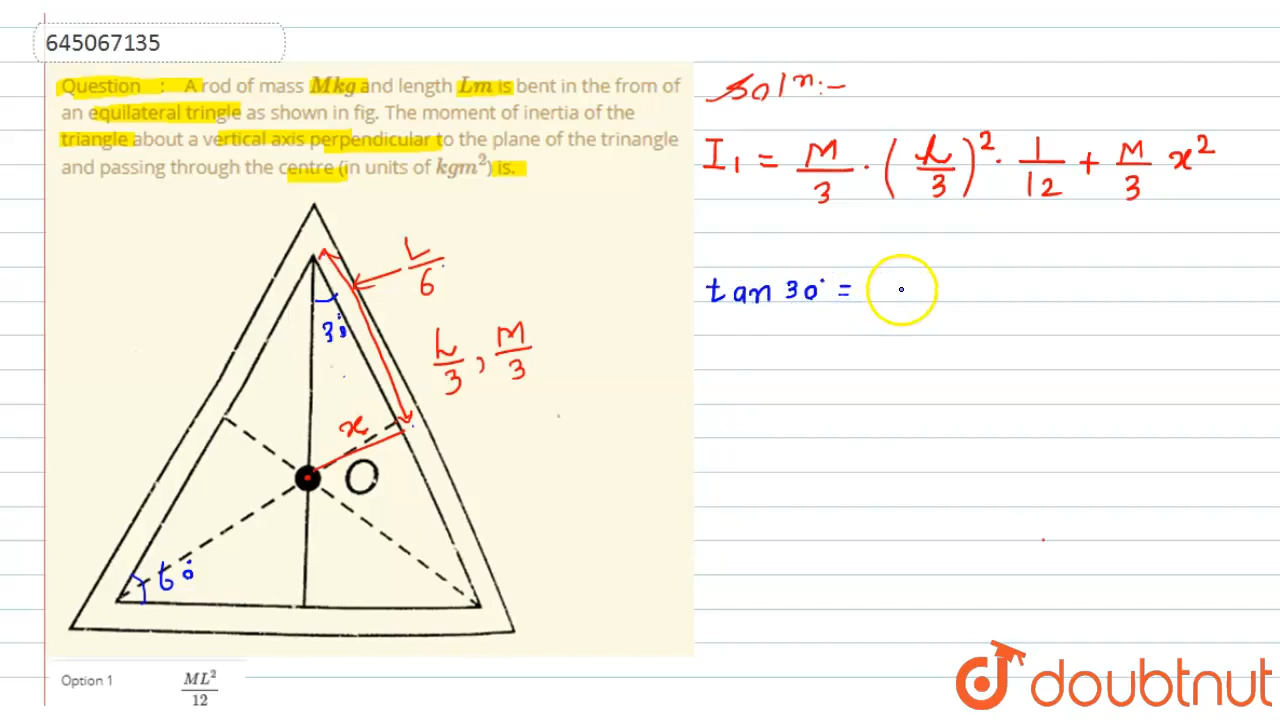 645067135
Question : A rod of mass M kg and length Lm is bent in the from of
an equilateral tringle as shown in fig. The moment of inertia of the
triangle about a vertical axis perpendicular to the plane of the trinangle
and passing through the centre (in units of kgm²) is.
L/6
30°
L/3 , M/3
x
O
60°
Option 1 ML²/12
Solⁿ:-
I₁ = M/3 · (L/3)² · 1/12 + M/3 x²
tan 30° =
doubtnut